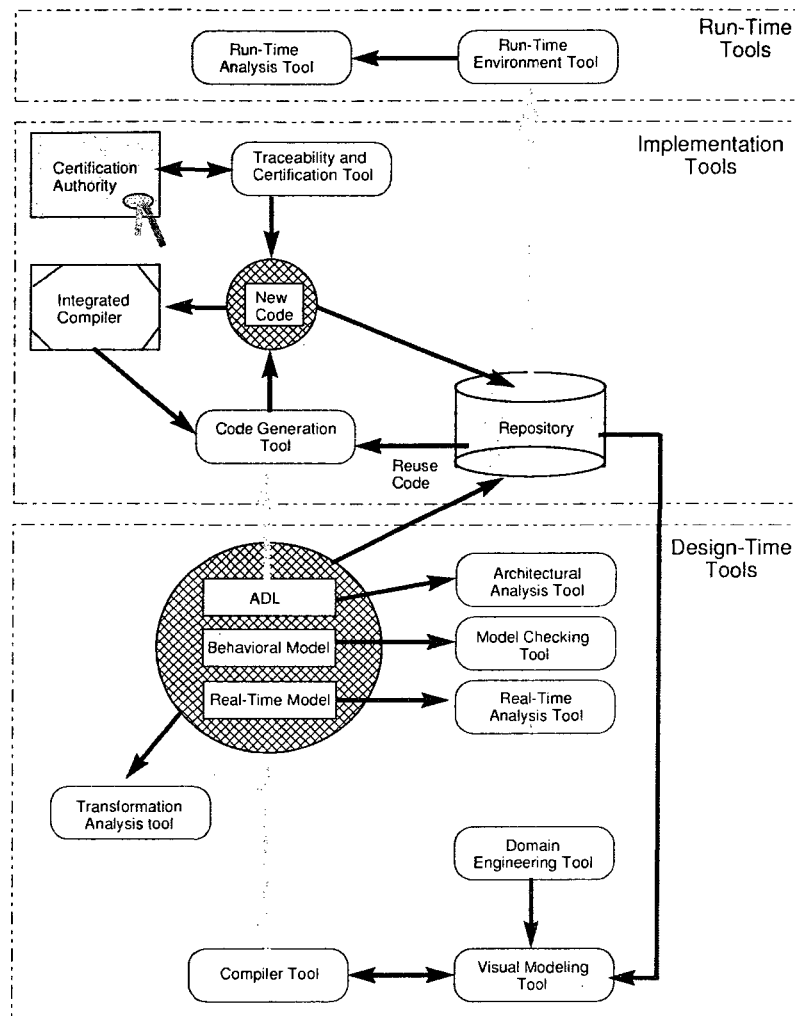 Run-Time
Tools
Run-Time
Analysis Tool
Run-Time
Environment Tool
Implementation
Tools
Certification
Authority
Traceability and
Certification Tool
Integrated
Compiler
New
Code
Code Generation
Tool
Repository
Reuse
Code
Design-Time
Tools
ADL
Architectural
Analysis Tool
Behavioral Model
Model Checking
Tool
Real-Time Model
Real-Time
Analysis Tool
Transformation
Analysis tool
Domain
Engineering Tool
Compiler Tool
Visual Modeling
Tool